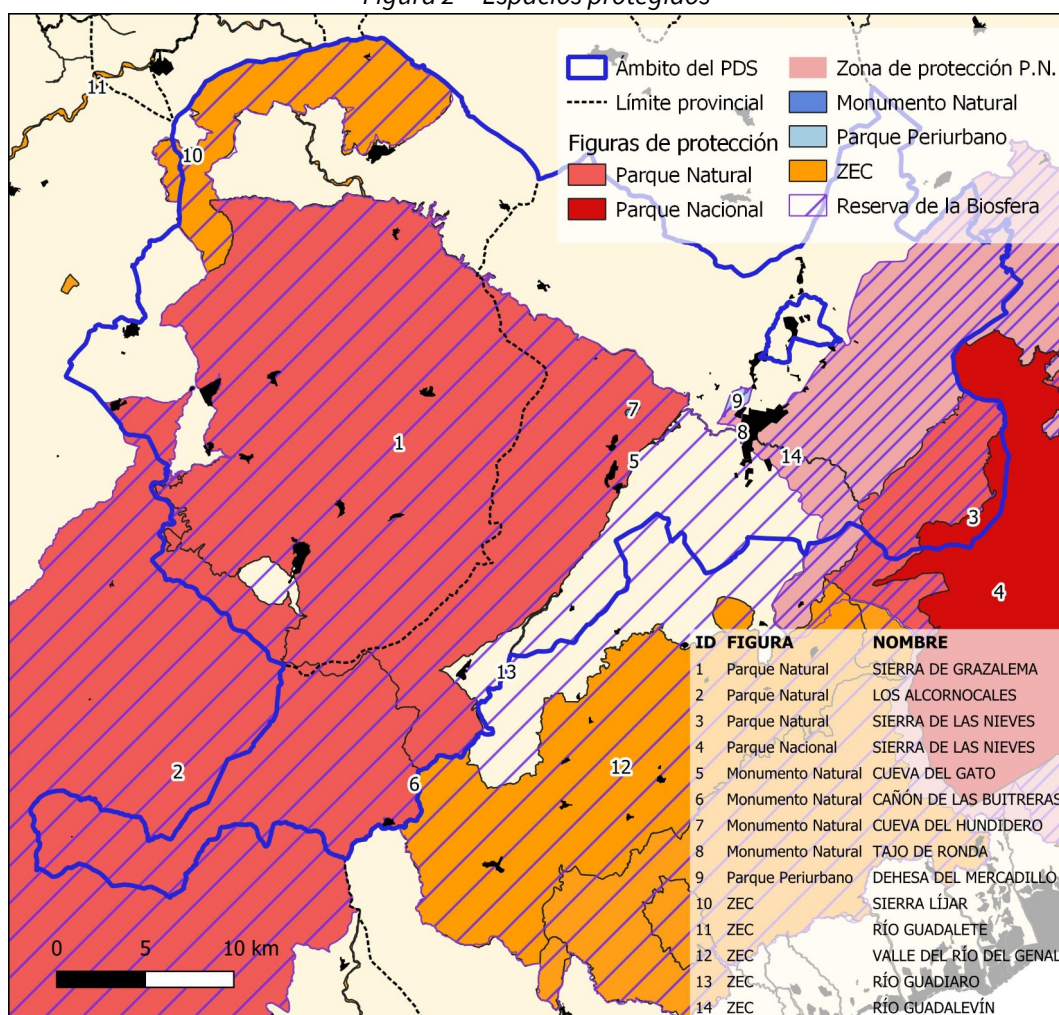 Figura 2 – Espacios protegidos
Ámbito del PDS
Límite provincial
Figuras de protección
Parque Natural
Parque Nacional
Zona de protección P.N.
Monumento Natural
Parque Periurbano
ZEC
Reserva de la Biosfera
11
10
7
9
8
1
5
14
3
4
13
12
2
6
0 5 10 km
ID FIGURA NOMBRE
1 Parque Natural SIERRA DE GRAZALEMA
2 Parque Natural LOS ALCORNOCALES
3 Parque Natural SIERRA DE LAS NIEVES
4 Parque Nacional SIERRA DE LAS NIEVES
5 Monumento Natural CUEVA DEL GATO
6 Monumento Natural CAÑÓN DE LAS BUITRERAS
7 Monumento Natural CUEVA DEL HUNDIDERO
8 Monumento Natural TAJO DE RONDA
9 Parque Periurbano DEHESA DEL MERCADILLO
10 ZEC SIERRA LÍJAR
11 ZEC RÍO GUADALETE
12 ZEC VALLE DEL RÍO DEL GENAL
13 ZEC RÍO GUADIARO
14 ZEC RÍO GUADALEVÍN